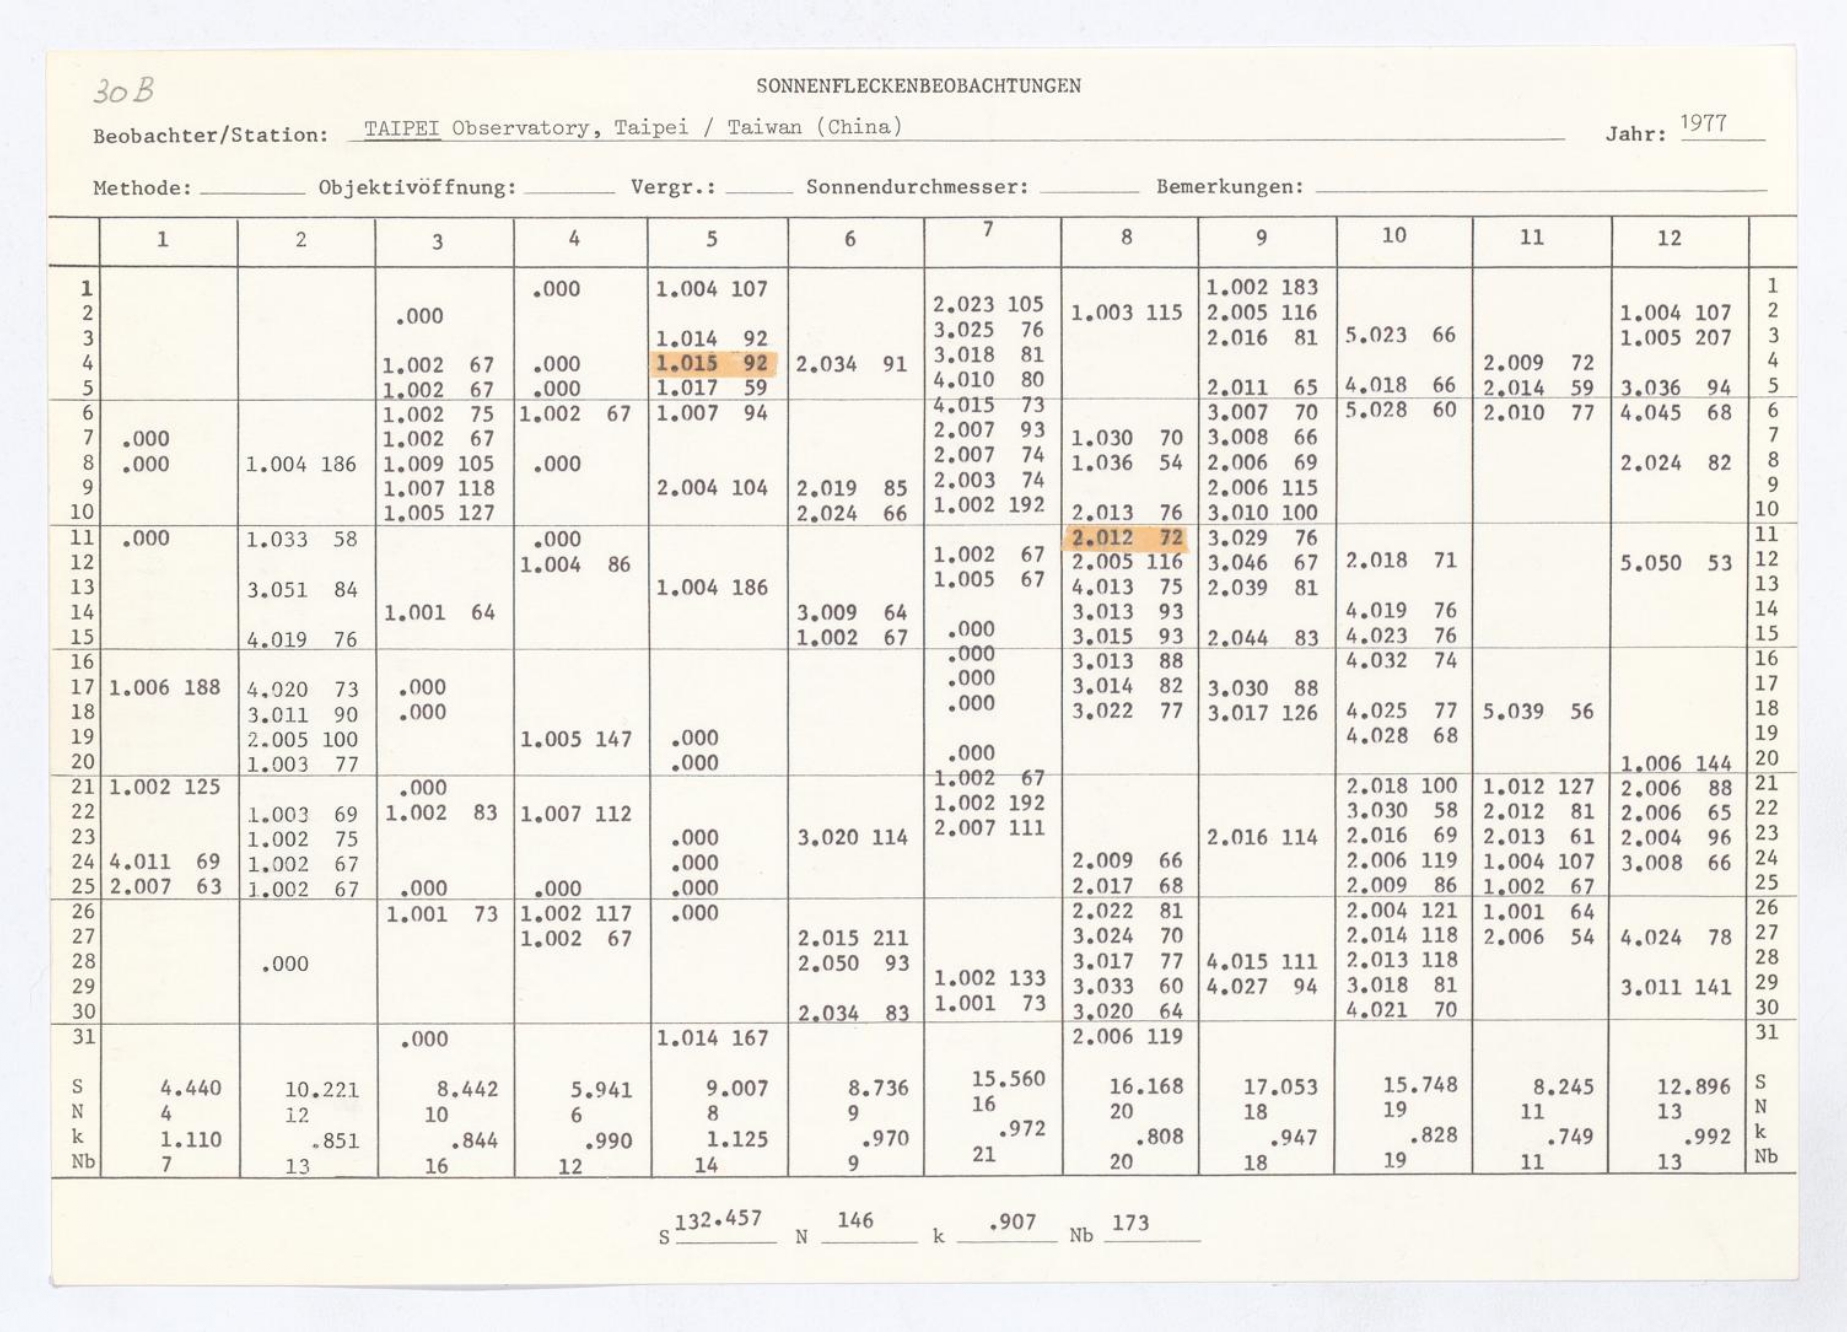 30B
SONNENFLECKENBEOBACHTUNGEN
Beobachter/Station: TAIPEI Observatory, Taipei / Taiwan (China) Jahr: 1977
Methode: Objektivöffnung: Vergr.: Sonnendurchmesser: Bemerkungen:
1 2 3 4 5 6 7 8 9 10 11 12
1 .000 1.004 107 1.002 183 1
2 .000 2.023 105 1.003 115 2.005 116 1.004 107 2
3 1.014 92 3.025 76 2.016 81 5.023 66 1.005 207 3
4 1.002 67 .000 1.015 92 2.034 91 3.018 81 2.009 72 4
5 1.002 67 .000 1.017 59 4.010 80 2.011 65 4.018 66 2.014 59 3.036 94 5
6 1.002 75 1.002 67 1.007 94 4.015 73 3.007 70 5.028 60 2.010 77 4.045 68 6
7 .000 1.002 67 2.007 93 1.030 70 3.008 66 7
8 .000 1.004 186 1.009 105 .000 2.007 74 1.036 54 2.006 69 2.024 82 8
9 1.007 118 2.004 104 2.019 85 2.003 74 2.006 115 9
10 1.005 127 2.024 66 1.002 192 2.013 76 3.010 100 10
11 .000 1.033 58 .000 2.012 72 3.029 76 11
12 1.004 86 1.002 67 2.005 116 3.046 67 2.018 71 5.050 53 12
13 3.051 84 1.004 186 1.005 67 4.013 75 2.039 81 13
14 1.001 64 3.009 64 3.013 93 4.019 76 14
15 4.019 76 1.002 67 .000 3.015 93 2.044 83 4.023 76 15
16 .000 3.013 88 4.032 74 16
17 1.006 188 4.020 73 .000 .000 3.014 82 3.030 88 17
18 3.011 90 .000 .000 3.022 77 3.017 126 4.025 77 5.039 56 18
19 2.005 100 1.005 147 .000 4.028 68 19
20 1.003 77 .000 .000 1.006 144 20
21 1.002 125 .000 1.002 67 2.018 100 1.012 127 2.006 88 21
22 1.003 69 1.002 83 1.007 112 1.002 192 3.030 58 2.012 81 2.006 65 22
23 1.002 75 .000 3.020 114 2.007 111 2.016 114 2.016 69 2.013 61 2.004 96 23
24 4.011 69 1.002 67 .000 2.009 66 2.006 119 1.004 107 3.008 66 24
25 2.007 63 1.002 67 .000 .000 .000 2.017 68 2.009 86 1.002 67 25
26 1.001 73 1.002 117 .000 2.022 81 2.004 121 1.001 64 26
27 1.002 67 2.015 211 3.024 70 2.014 118 2.006 54 4.024 78 27
28 .000 2.050 93 3.017 77 4.015 111 2.013 118 28
29 1.002 133 3.033 60 4.027 94 3.018 81 3.011 141 29
30 2.034 83 1.001 73 3.020 64 4.021 70 30
31 .000 1.014 167 2.006 119 31
S 4.440 10.221 8.442 5.941 9.007 8.736 15.560 16.168 17.053 15.748 8.245 12.896 S
N 4 12 10 6 8 9 16 20 18 19 11 13 N
k 1.110 .851 .844 .990 1.125 .970 .972 .808 .947 .828 .749 .992 k
Nb 7 13 16 12 14 9 21 20 18 19 11 13 Nb
S 132.457 N 146 k .907 Nb 173